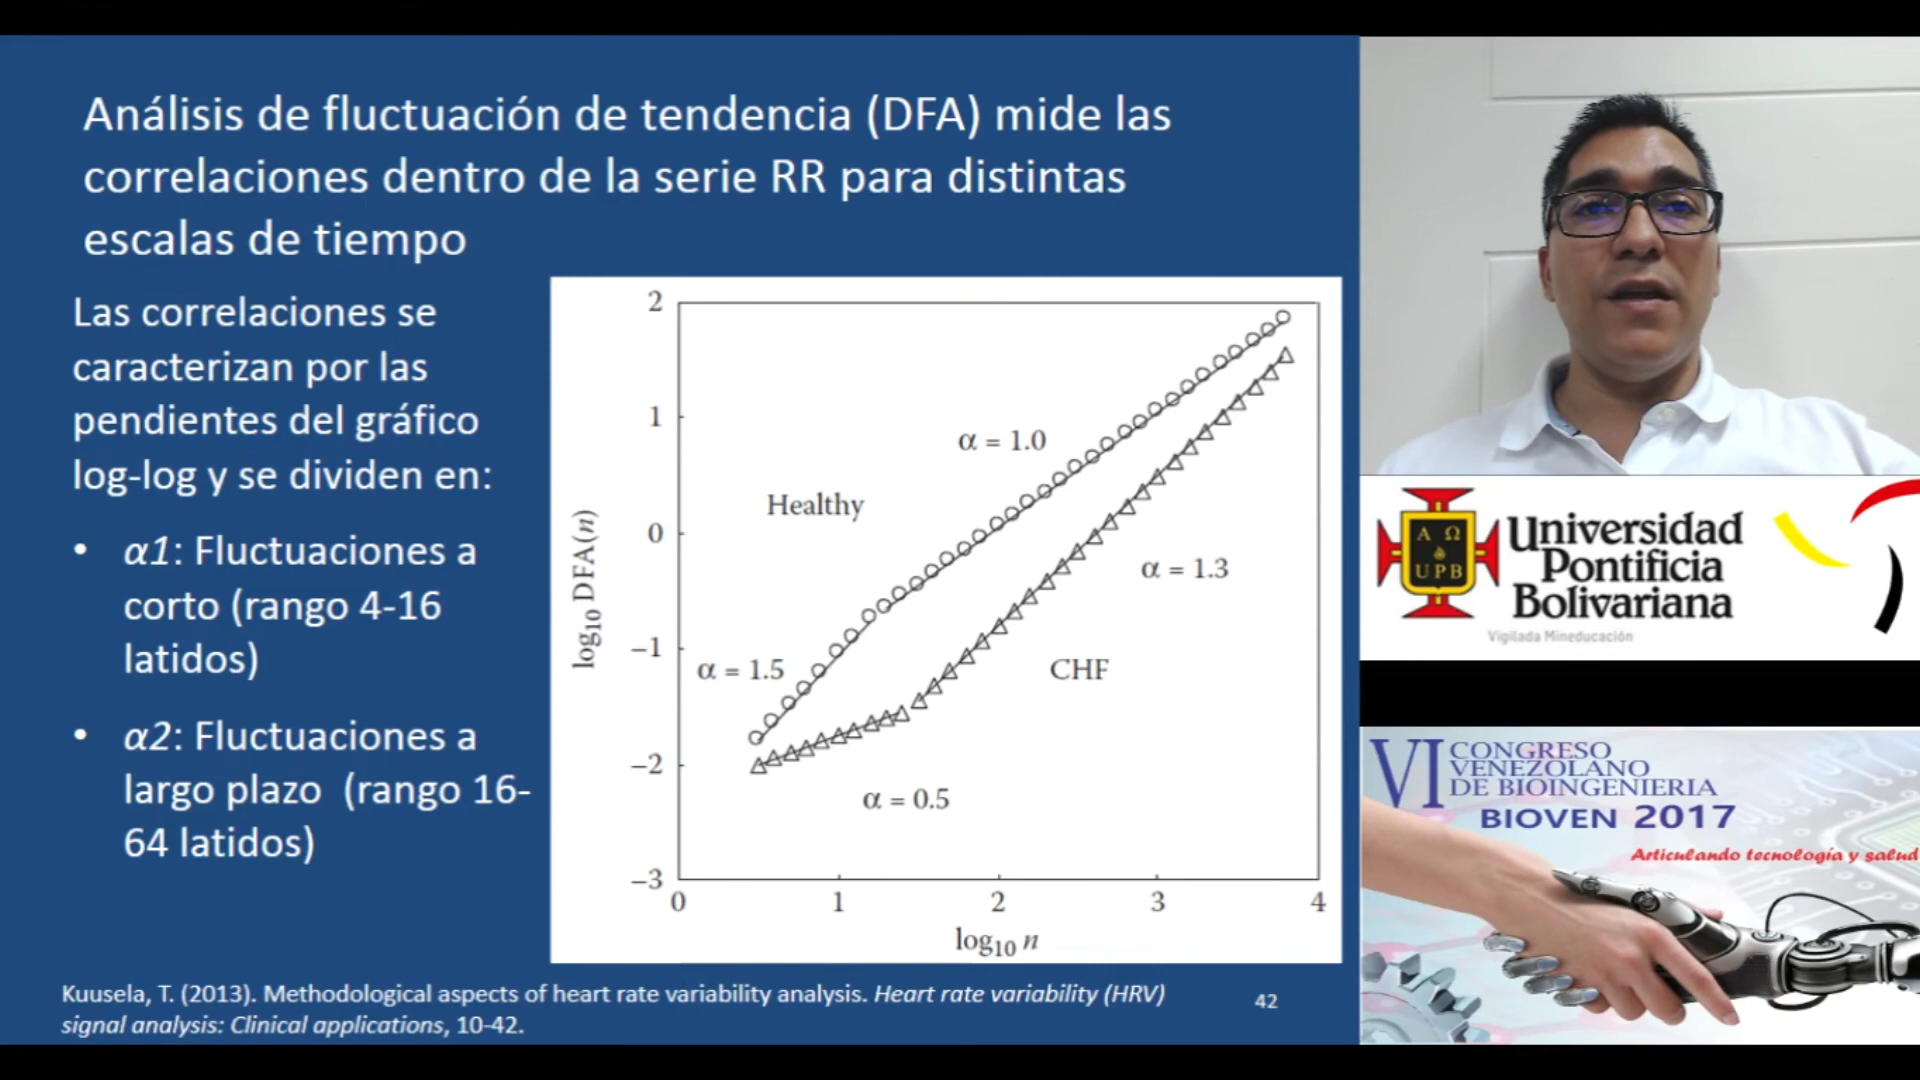 Análisis de fluctuación de tendencia (DFA) mide las
correlaciones dentro de la serie RR para distintas
escalas de tiempo
Las correlaciones se
caracterizan por las
pendientes del gráfico
log-log y se dividen en:
• α1: Fluctuaciones a
corto (rango 4-16
latidos)
• α2: Fluctuaciones a
largo plazo (rango 16-
64 latidos)
2
1
0
−1
−2
−3
log10 DFA(n)
α = 1.0
Healthy
α = 1.3
α = 1.5
CHF
α = 0.5
0 1 2 3 4
log10 n
Kuusela, T. (2013). Methodological aspects of heart rate variability analysis. Heart rate variability (HRV)
signal analysis: Clinical applications, 10-42.
42
A Ω
UPB
Universidad
Pontificia
Bolivariana
Vigilada Mineducación
VI CONGRESO
VENEZOLANO
DE BIOINGENIERIA
BIOVEN 2017
Articulando tecnología y salud